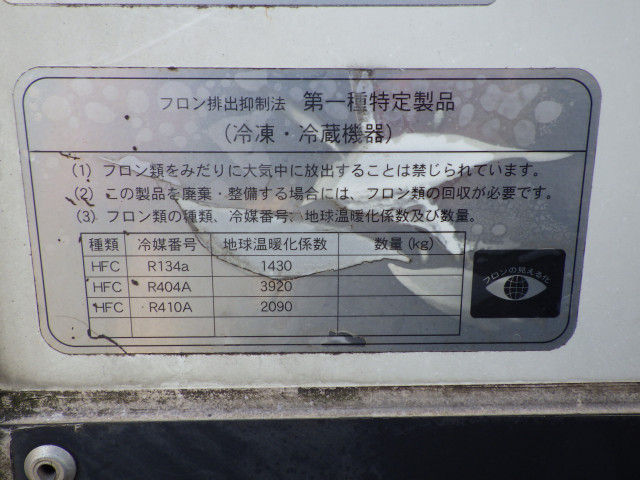 フロン排出抑制法 第一種特定製品
(冷凍・冷蔵機器)
(1) フロン類をみだりに大気中に放出することは禁じられています。
(2) この製品を廃棄・整備する場合には、フロン類の回収が必要です。
(3) フロン類の種類、冷媒番号、地球温暖化係数及び数量。
種類 冷媒番号 地球温暖化係数 数量 (kg)
HFC R134a 1430
HFC R404A 3920
HFC R410A 2090
フロンの見える化